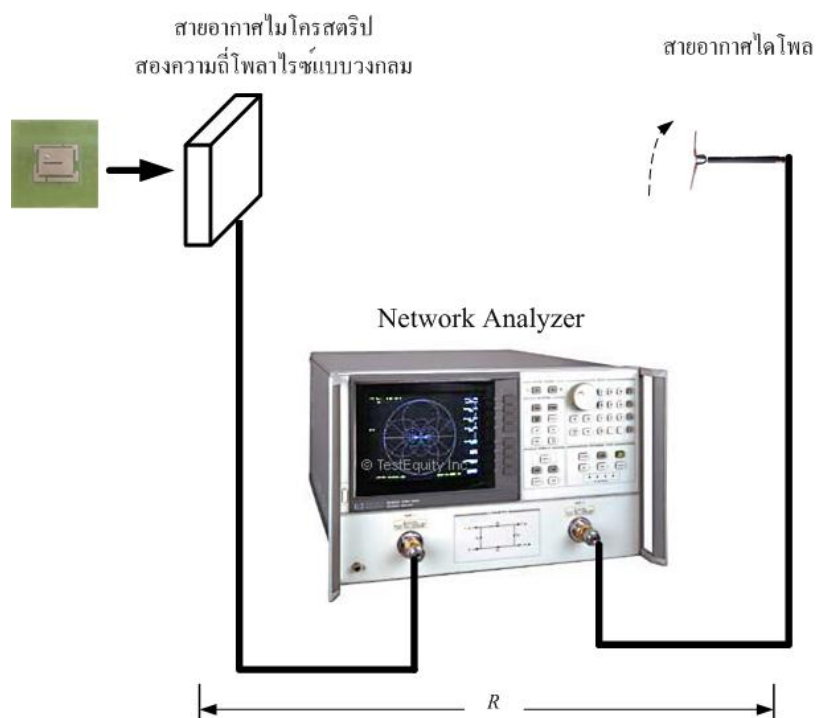 สายอากาศไมโครสตริป
สองความถี่โพลาไรซ์แบบวงกลม
สายอากาศไดโพล
Network Analyzer
© TestEquity Inc
R